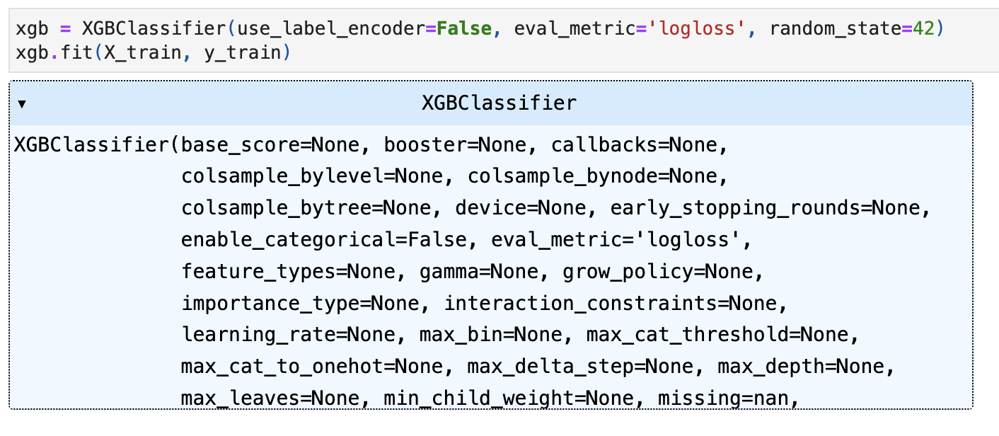 xgb = XGBClassifier(use_label_encoder=False, eval_metric='logloss', random_state=42)
xgb.fit(X_train, y_train)
▼ XGBClassifier
XGBClassifier(base_score=None, booster=None, callbacks=None,
              colsample_bylevel=None, colsample_bynode=None,
              colsample_bytree=None, device=None, early_stopping_rounds=None,
              enable_categorical=False, eval_metric='logloss',
              feature_types=None, gamma=None, grow_policy=None,
              importance_type=None, interaction_constraints=None,
              learning_rate=None, max_bin=None, max_cat_threshold=None,
              max_cat_to_onehot=None, max_delta_step=None, max_depth=None,
              max_leaves=None, min_child_weight=None, missing=nan,